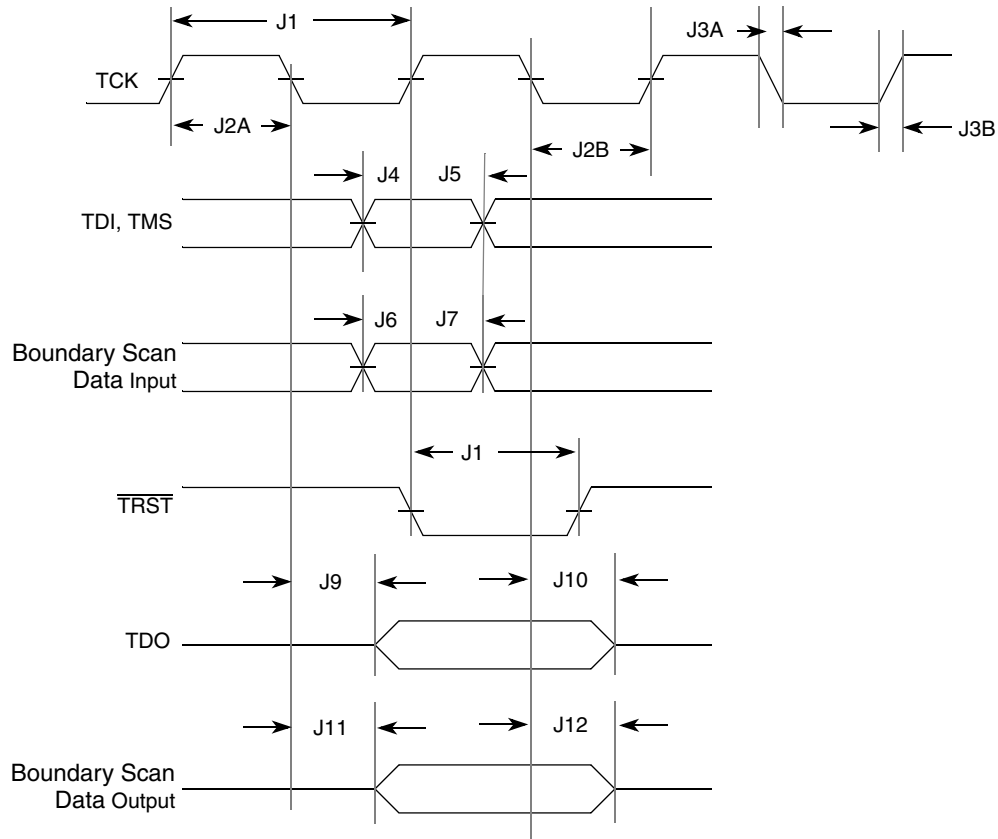 J1
J3A
TCK
J2A
J2B
J3B
J4
J5
TDI, TMS
J6
J7
Boundary Scan
Data Input
J1
TRST
J9
J10
TDO
J11
J12
Boundary Scan
Data Output